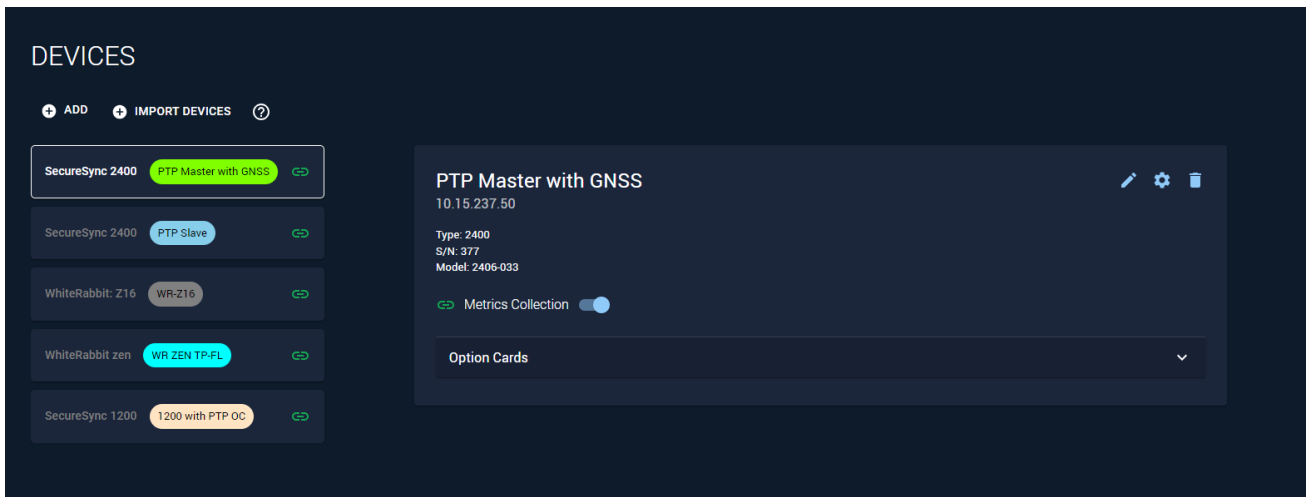 DEVICES
ADD IMPORT DEVICES ?
SecureSync 2400 PTP Master with GNSS
SecureSync 2400 PTP Slave
WhiteRabbit: Z16 WR-Z16
WhiteRabbit zen WR ZEN TP-FL
SecureSync 1200 1200 with PTP OC
PTP Master with GNSS
10.15.237.50
Type: 2400
S/N: 377
Model: 2406-033
Metrics Collection
Option Cards